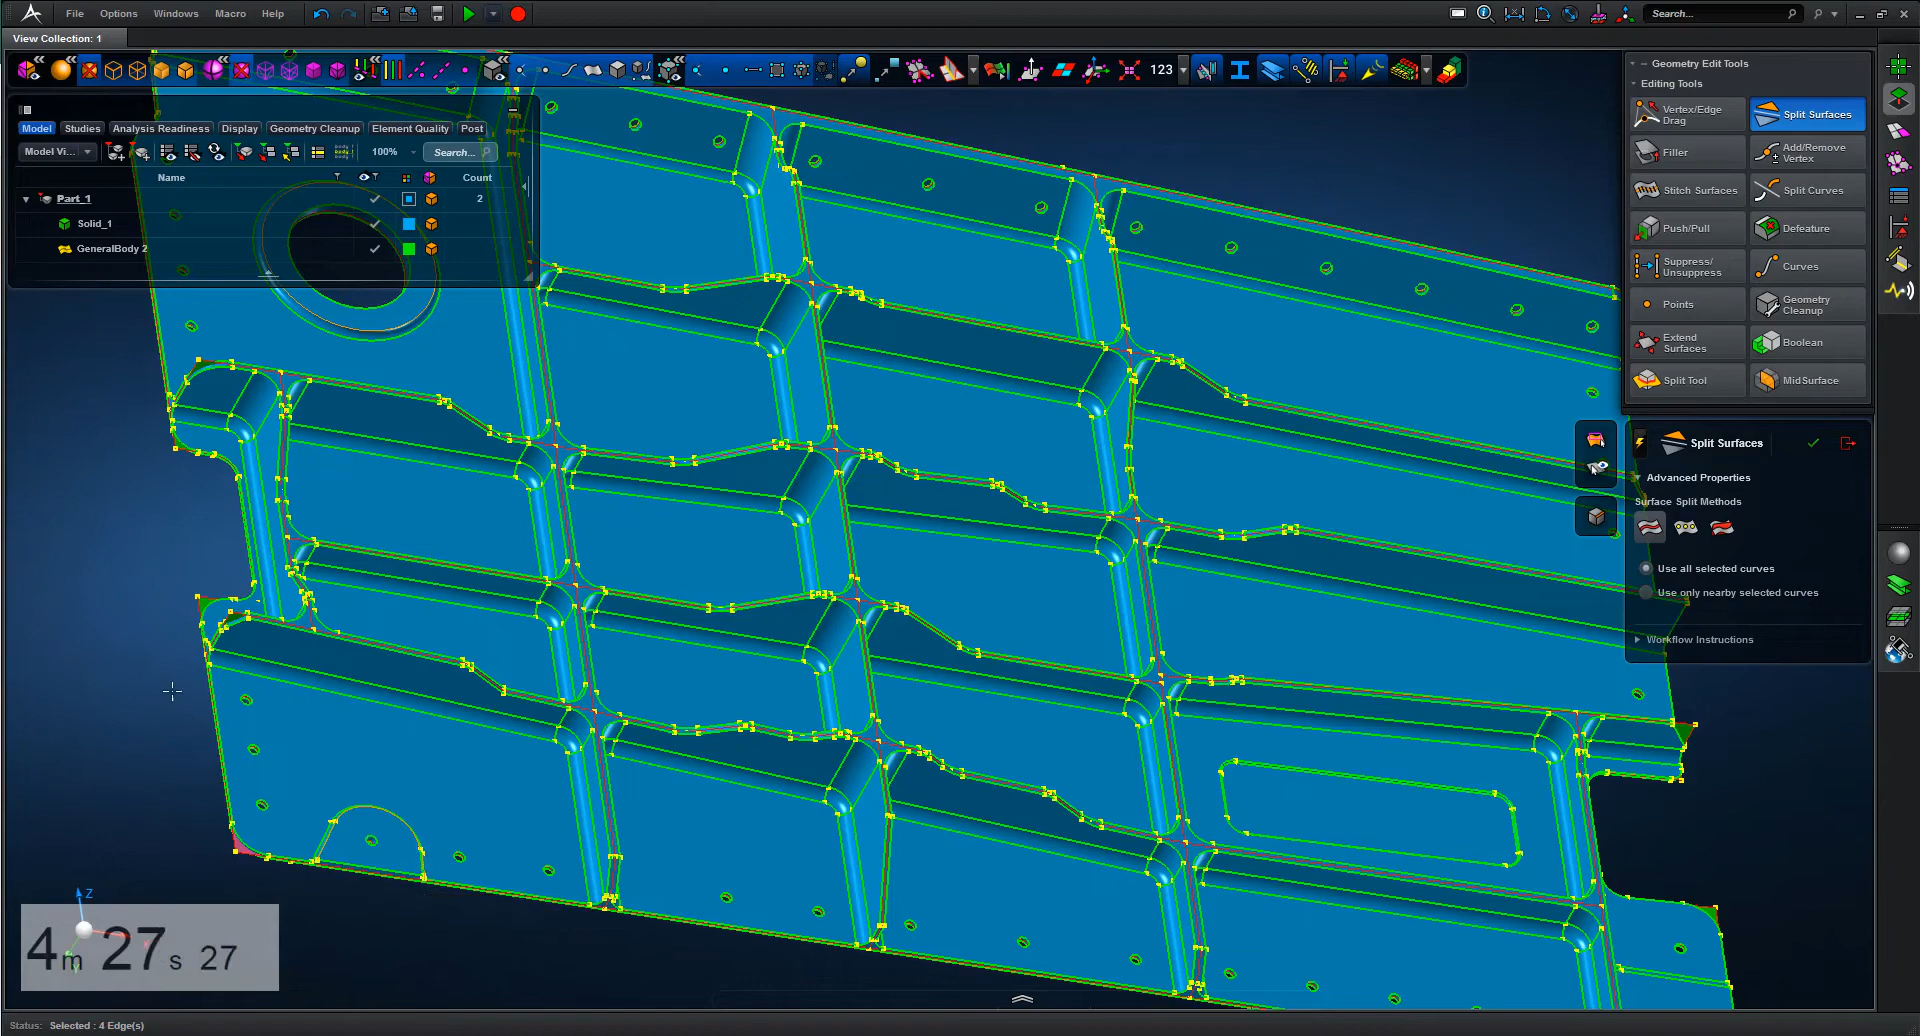 File Options Windows Macro Help
Search...
View Collection: 1
123
Model Studies Analysis Readiness Display Geometry Cleanup Element Quality Post
Model Vi... 100% Search...
Name Count
Part_1 2
Solid_1
GeneralBody 2
Geometry Edit Tools
Editing Tools
Vertex/Edge Drag
Split Surfaces
Filler
Add/Remove Vertex
Stitch Surfaces
Split Curves
Push/Pull
Defeature
Suppress/ Unsuppress
Curves
Points
Geometry Cleanup
Extend Surfaces
Boolean
Split Tool
MidSurface
Split Surfaces
Advanced Properties
Surface Split Methods
Use all selected curves
Use only nearby selected curves
Workflow Instructions
Z
4m 27s 27
Status: Selected : 4 Edge(s)